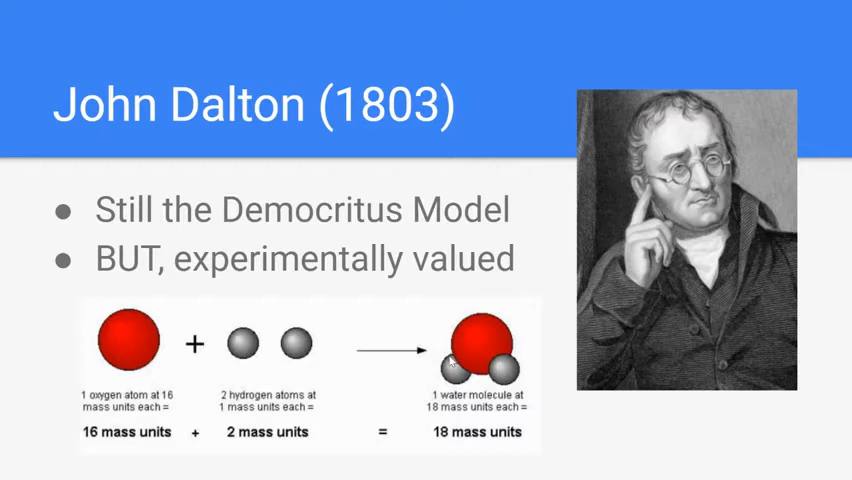 John Dalton (1803)
● Still the Democritus Model
● BUT, experimentally valued
+
1 oxygen atom at 16
mass units each =
16 mass units
+
2 hydrogen atoms at
1 mass units each =
2 mass units
=
1 water molecule at
18 mass units each =
18 mass units